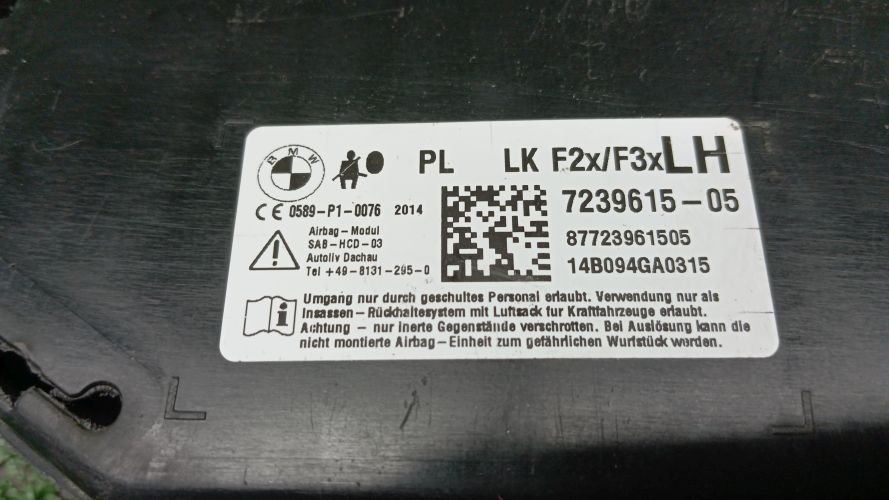 BMW
PL LK F2x/F3x LH
CE 0589-P1-0076 2014
7239615-05
Airbag-Modul
SAB-HCD-03
Autoliv Dachau
Tel +49-8131-295-0
87723961505
14B094GA0315
Umgang nur durch geschultes Personal erlaubt. Verwendung nur als
Insassen-Rückhaltesystem mit Luftsack fur Kraftfahrzeuge erlaubt.
Achtung - nur inerte Gegenstände verschrotten. Bei Auslösung kann die
nicht montierte Airbag-Einheit zum gefährlichen Wurfstück werden.